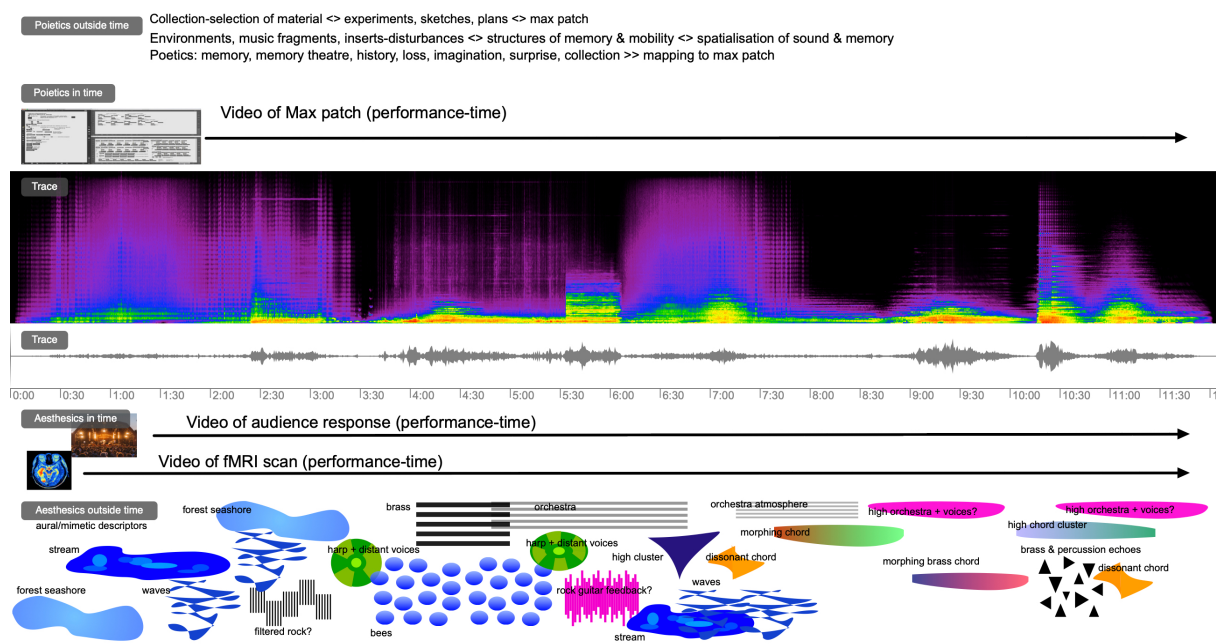 Poietics outside time
Collection-selection of material <> experiments, sketches, plans <> max patch
Environments, music fragments, inserts-disturbances <> structures of memory & mobility <> spatialisation of sound & memory
Poetics: memory, memory theatre, history, loss, imagination, surprise, collection >> mapping to max patch
Poietics in time
Video of Max patch (performance-time)
Trace
Trace
0:00 0:30 1:00 1:30 2:00 2:30 3:00 3:30 4:00 4:30 5:00 5:30 6:00 6:30 7:00 7:30 8:00 8:30 9:00 9:30 10:00 10:30 11:00 11:30 1
Aesthesics in time
Video of audience response (performance-time)
Video of fMRI scan (performance-time)
Aesthesics outside time
aural/mimetic descriptors
forest seashore
brass
orchestra
orchestra atmosphere
high orchestra + voices?
high orchestra + voices?
high chord cluster
morphing chord
stream
harp + distant voices
harp + distant voices
high cluster
dissonant chord
brass & percussion echoes
morphing brass chord
dissonant chord
forest seashore
waves
rock guitar feedback?
waves
filtered rock?
bees
stream